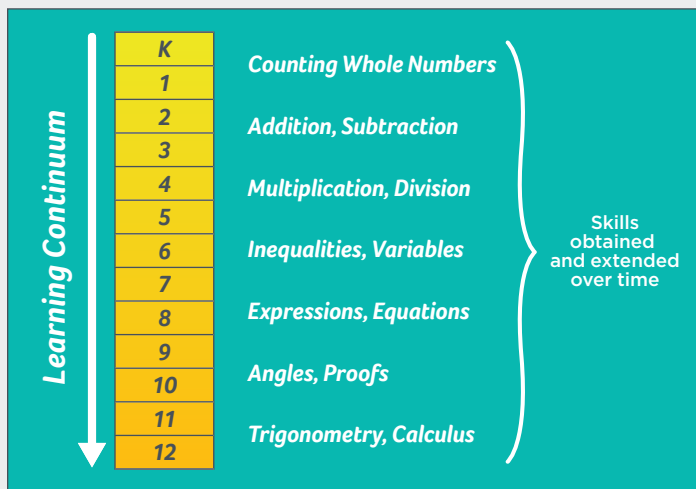 Learning Continuum
K
1
2
3
4
5
6
7
8
9
10
11
12
Counting Whole Numbers
Addition, Subtraction
Multiplication, Division
Inequalities, Variables
Expressions, Equations
Angles, Proofs
Trigonometry, Calculus
Skills
obtained
and extended
over time